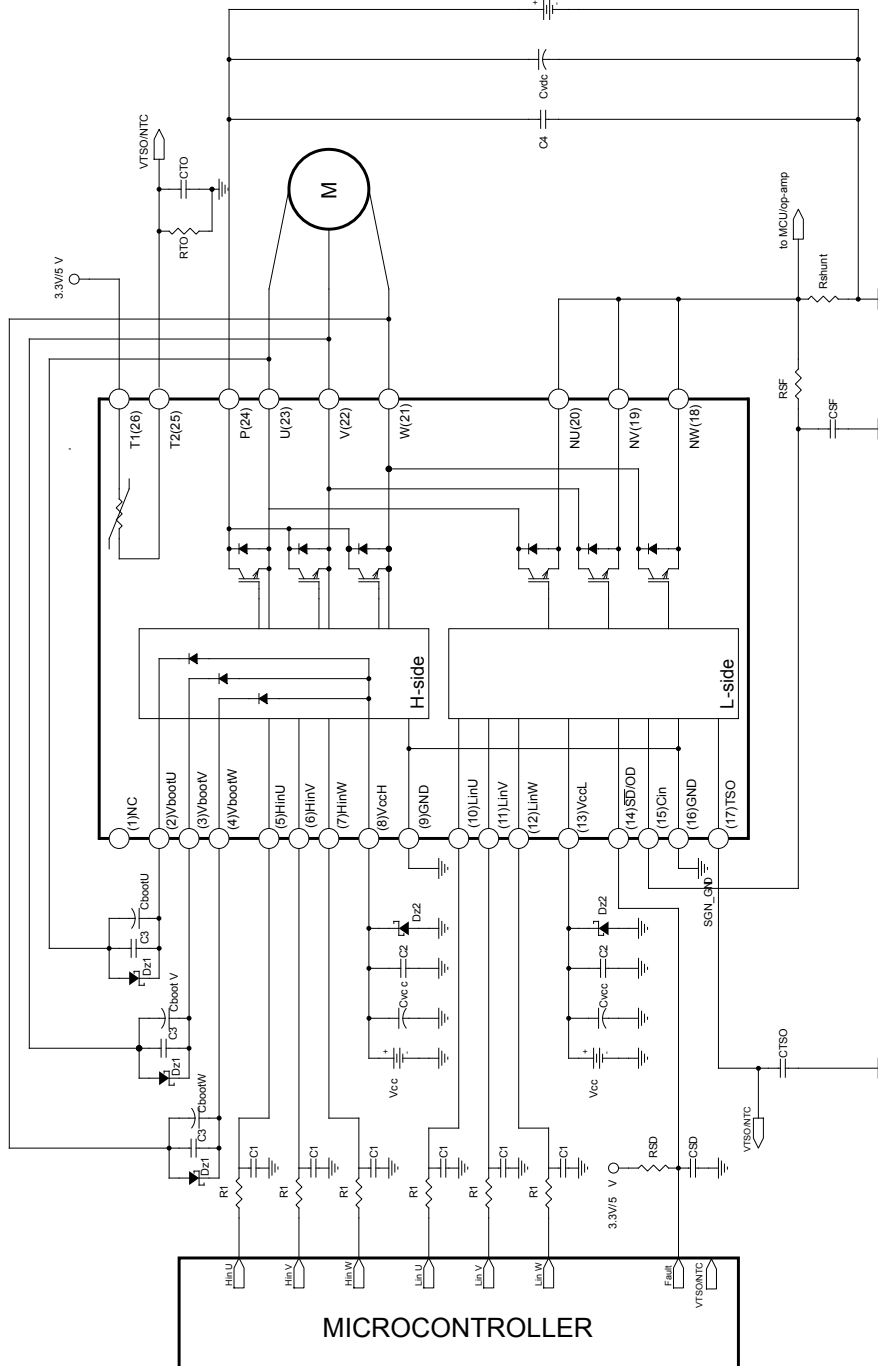 + -
Cvdc
C4
VTSO/NTC
CTO
RTO
M
3.3V/5 V
to MCU/op-amp
Rshunt
RSF
CSF
T1(26)
T2(25)
P(24)
U(23)
V(22)
W(21)
NU(20)
NV(19)
NW(18)
H-side
L-side
(1)NC
(2)VbootU
(3)VbootV
(4)VbootW
(5)HinU
(6)HinV
(7)HinW
(8)VccH
(9)GND
(10)LinU
(11)LinV
(12)LinW
(13)VccL
(14)SD/OD
(15)Cin
(16)GND
(17)TSO
SGN_GND
CbootU
C3
Dz1
Cboot V
C3
Dz1
CbootW
C3
Dz1
Dz2
C2
Cvcc
+ -
Vcc
Dz2
C2
Cvcc
+ -
Vcc
CTSO
VTSO/NTC
R1
C1
R1
C1
R1
C1
R1
C1
R1
C1
R1
C1
3.3V/5 V
RSD
CSD
Hin U
Hin V
Hin W
Lin U
Lin V
Lin W
Fault
VTSO/NTC
MICROCONTROLLER